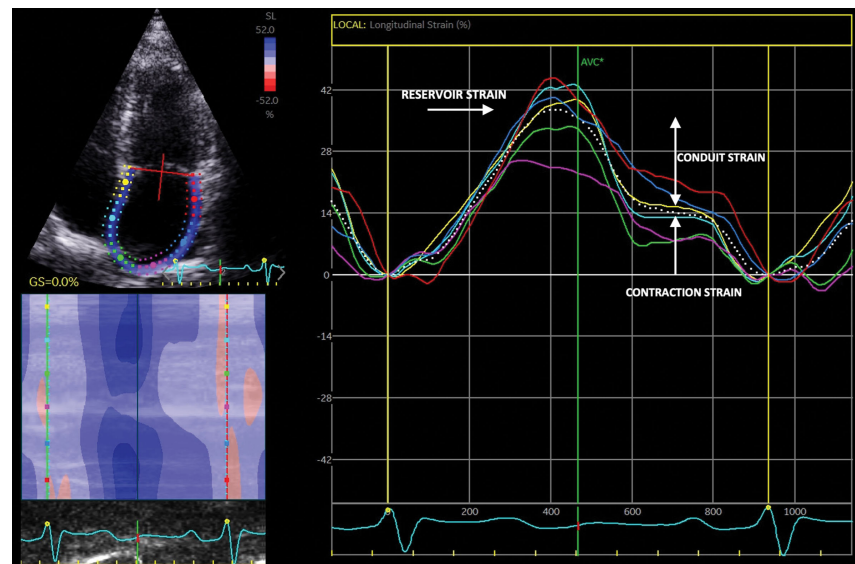 SL
52.0
-52.0
%
GS=0.0%
LOCAL: Longitudinal Strain (%)
AVC*
42
RESERVOIR STRAIN
28
CONDUIT STRAIN
14
0
CONTRACTION STRAIN
-14
-28
-42
200 400 600 800 1000